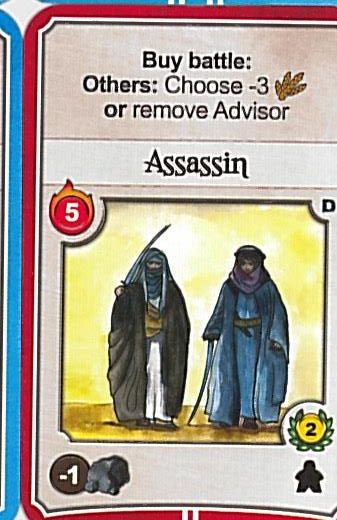 Buy battle:
Others: Choose -3
or remove Advisor
Assassin
D
5
2
-1